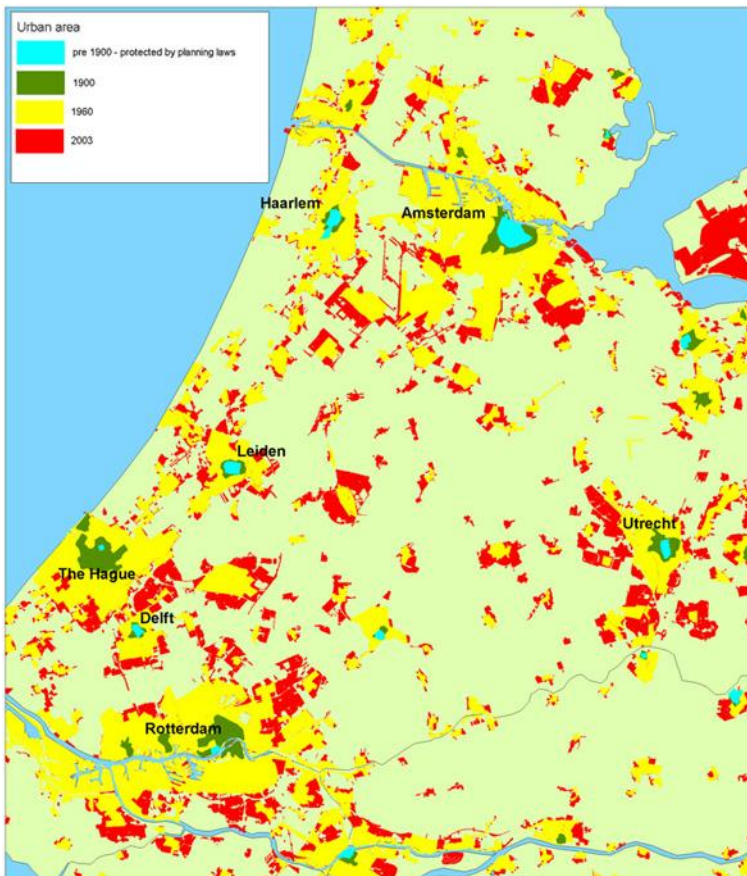 Urban area
pre 1900 - protected by planning laws
1900
1960
2003
Haarlem
Amsterdam
Leiden
Utrecht
The Hague
Delft
Rotterdam